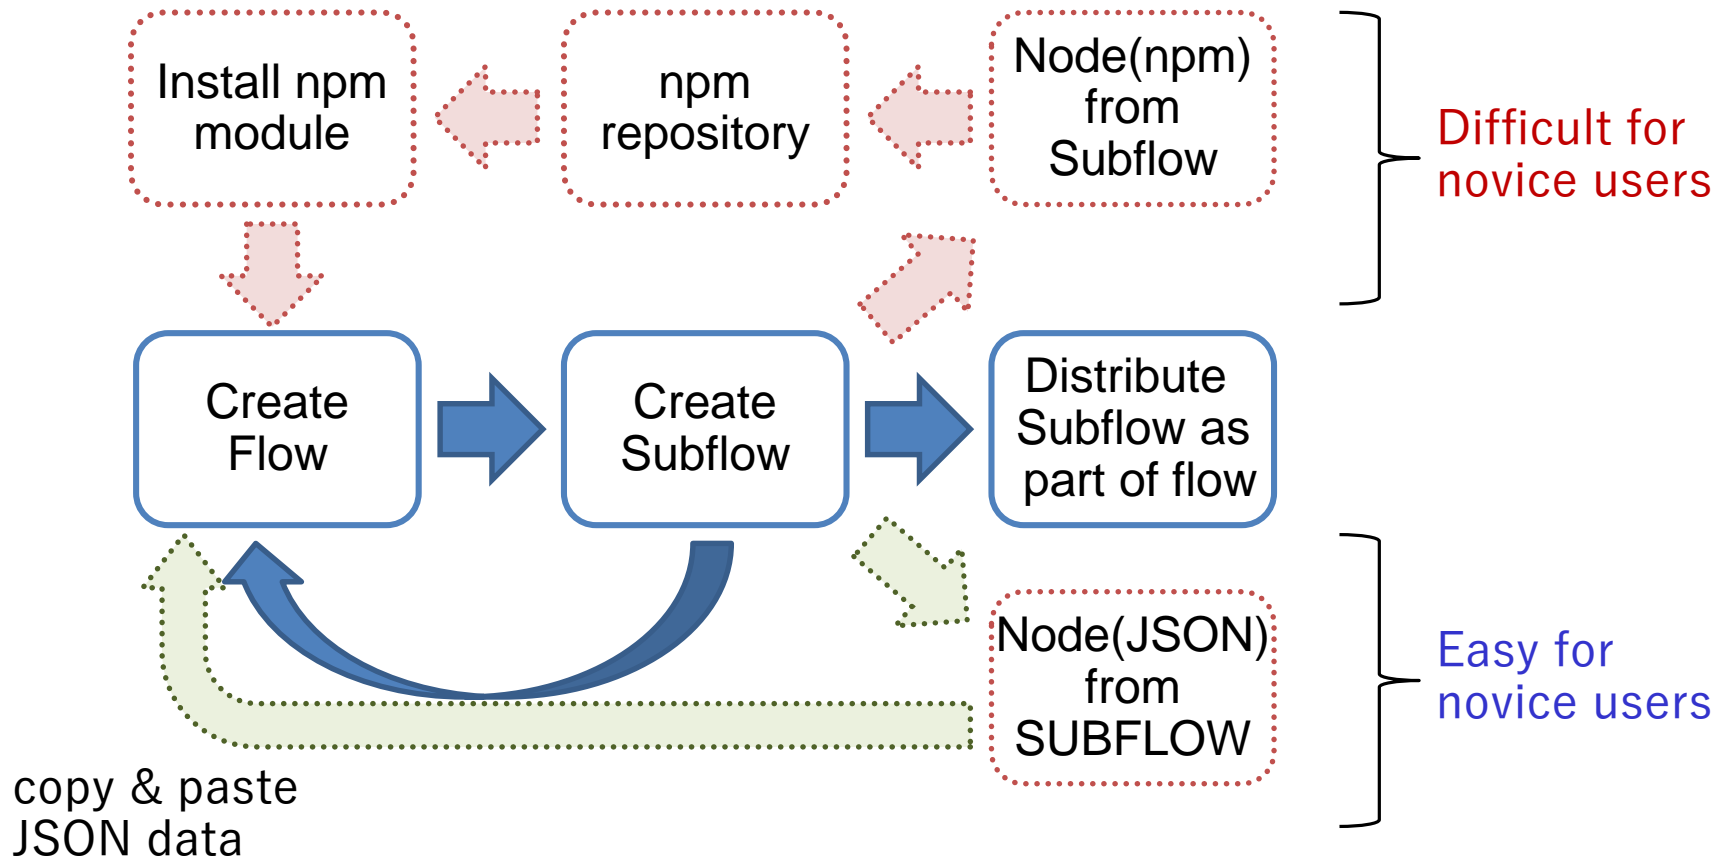 Install npm
module
npm
repository
Node(npm)
from
Subflow
Difficult for
novice users
Create
Flow
Create
Subflow
Distribute
Subflow as
part of flow
Node(JSON)
from
SUBFLOW
Easy for
novice users
copy & paste
JSON data